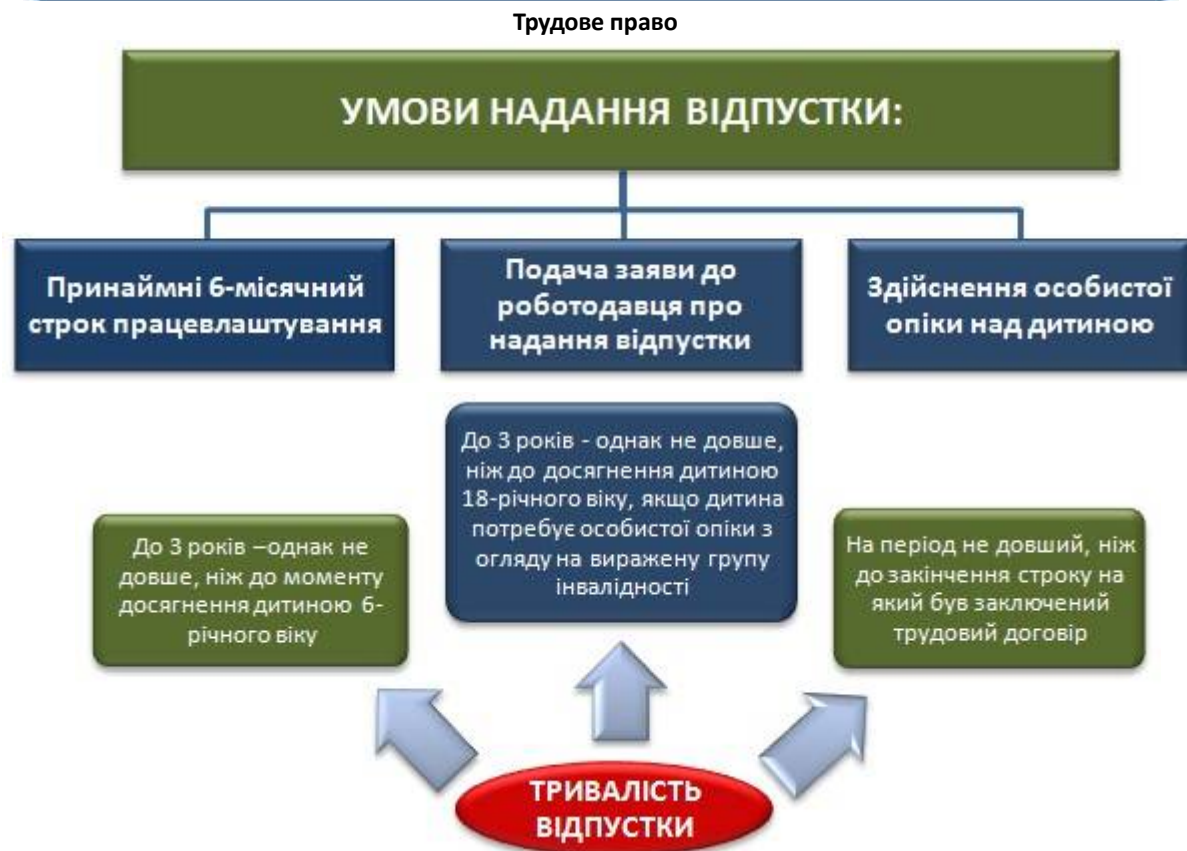 Трудове право
УМОВИ НАДАННЯ ВІДПУСТКИ:
Принаймні 6-місячний
строк працевлаштування
Подача заяви до
роботодавця про
надання відпустки
Здійснення особистої
опіки над дитиною
До 3 років –однак не
довше, ніж до моменту
досягнення дитиною 6-
річного віку
До 3 років - однак не довше,
ніж до досягнення дитиною
18-річного віку, якщо дитина
потребує особистої опіки з
огляду на виражену групу
інвалідності
На період не довший, ніж
до закінчення строку на
який був заключений
трудовий договір
ТРИВАЛІСТЬ
ВІДПУСТКИ